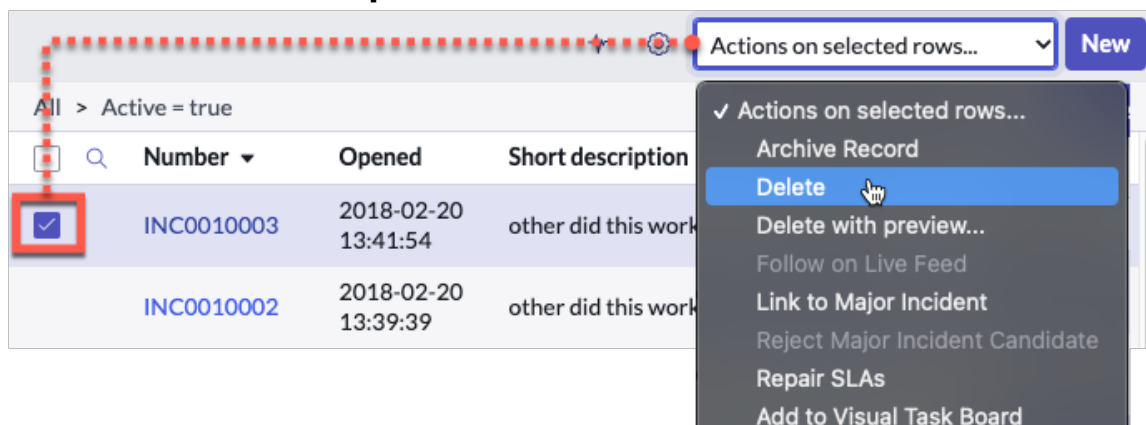 Actions on selected rows...
New
All > Active = true
✓ Actions on selected rows...
Archive Record
Number Opened Short description
Delete
INC0010003 2018-02-20 13:41:54 other did this work
Delete with preview...
Follow on Live Feed
INC0010002 2018-02-20 13:39:39 other did this work
Link to Major Incident
Reject Major Incident Candidate
Repair SLAs
Add to Visual Task Board